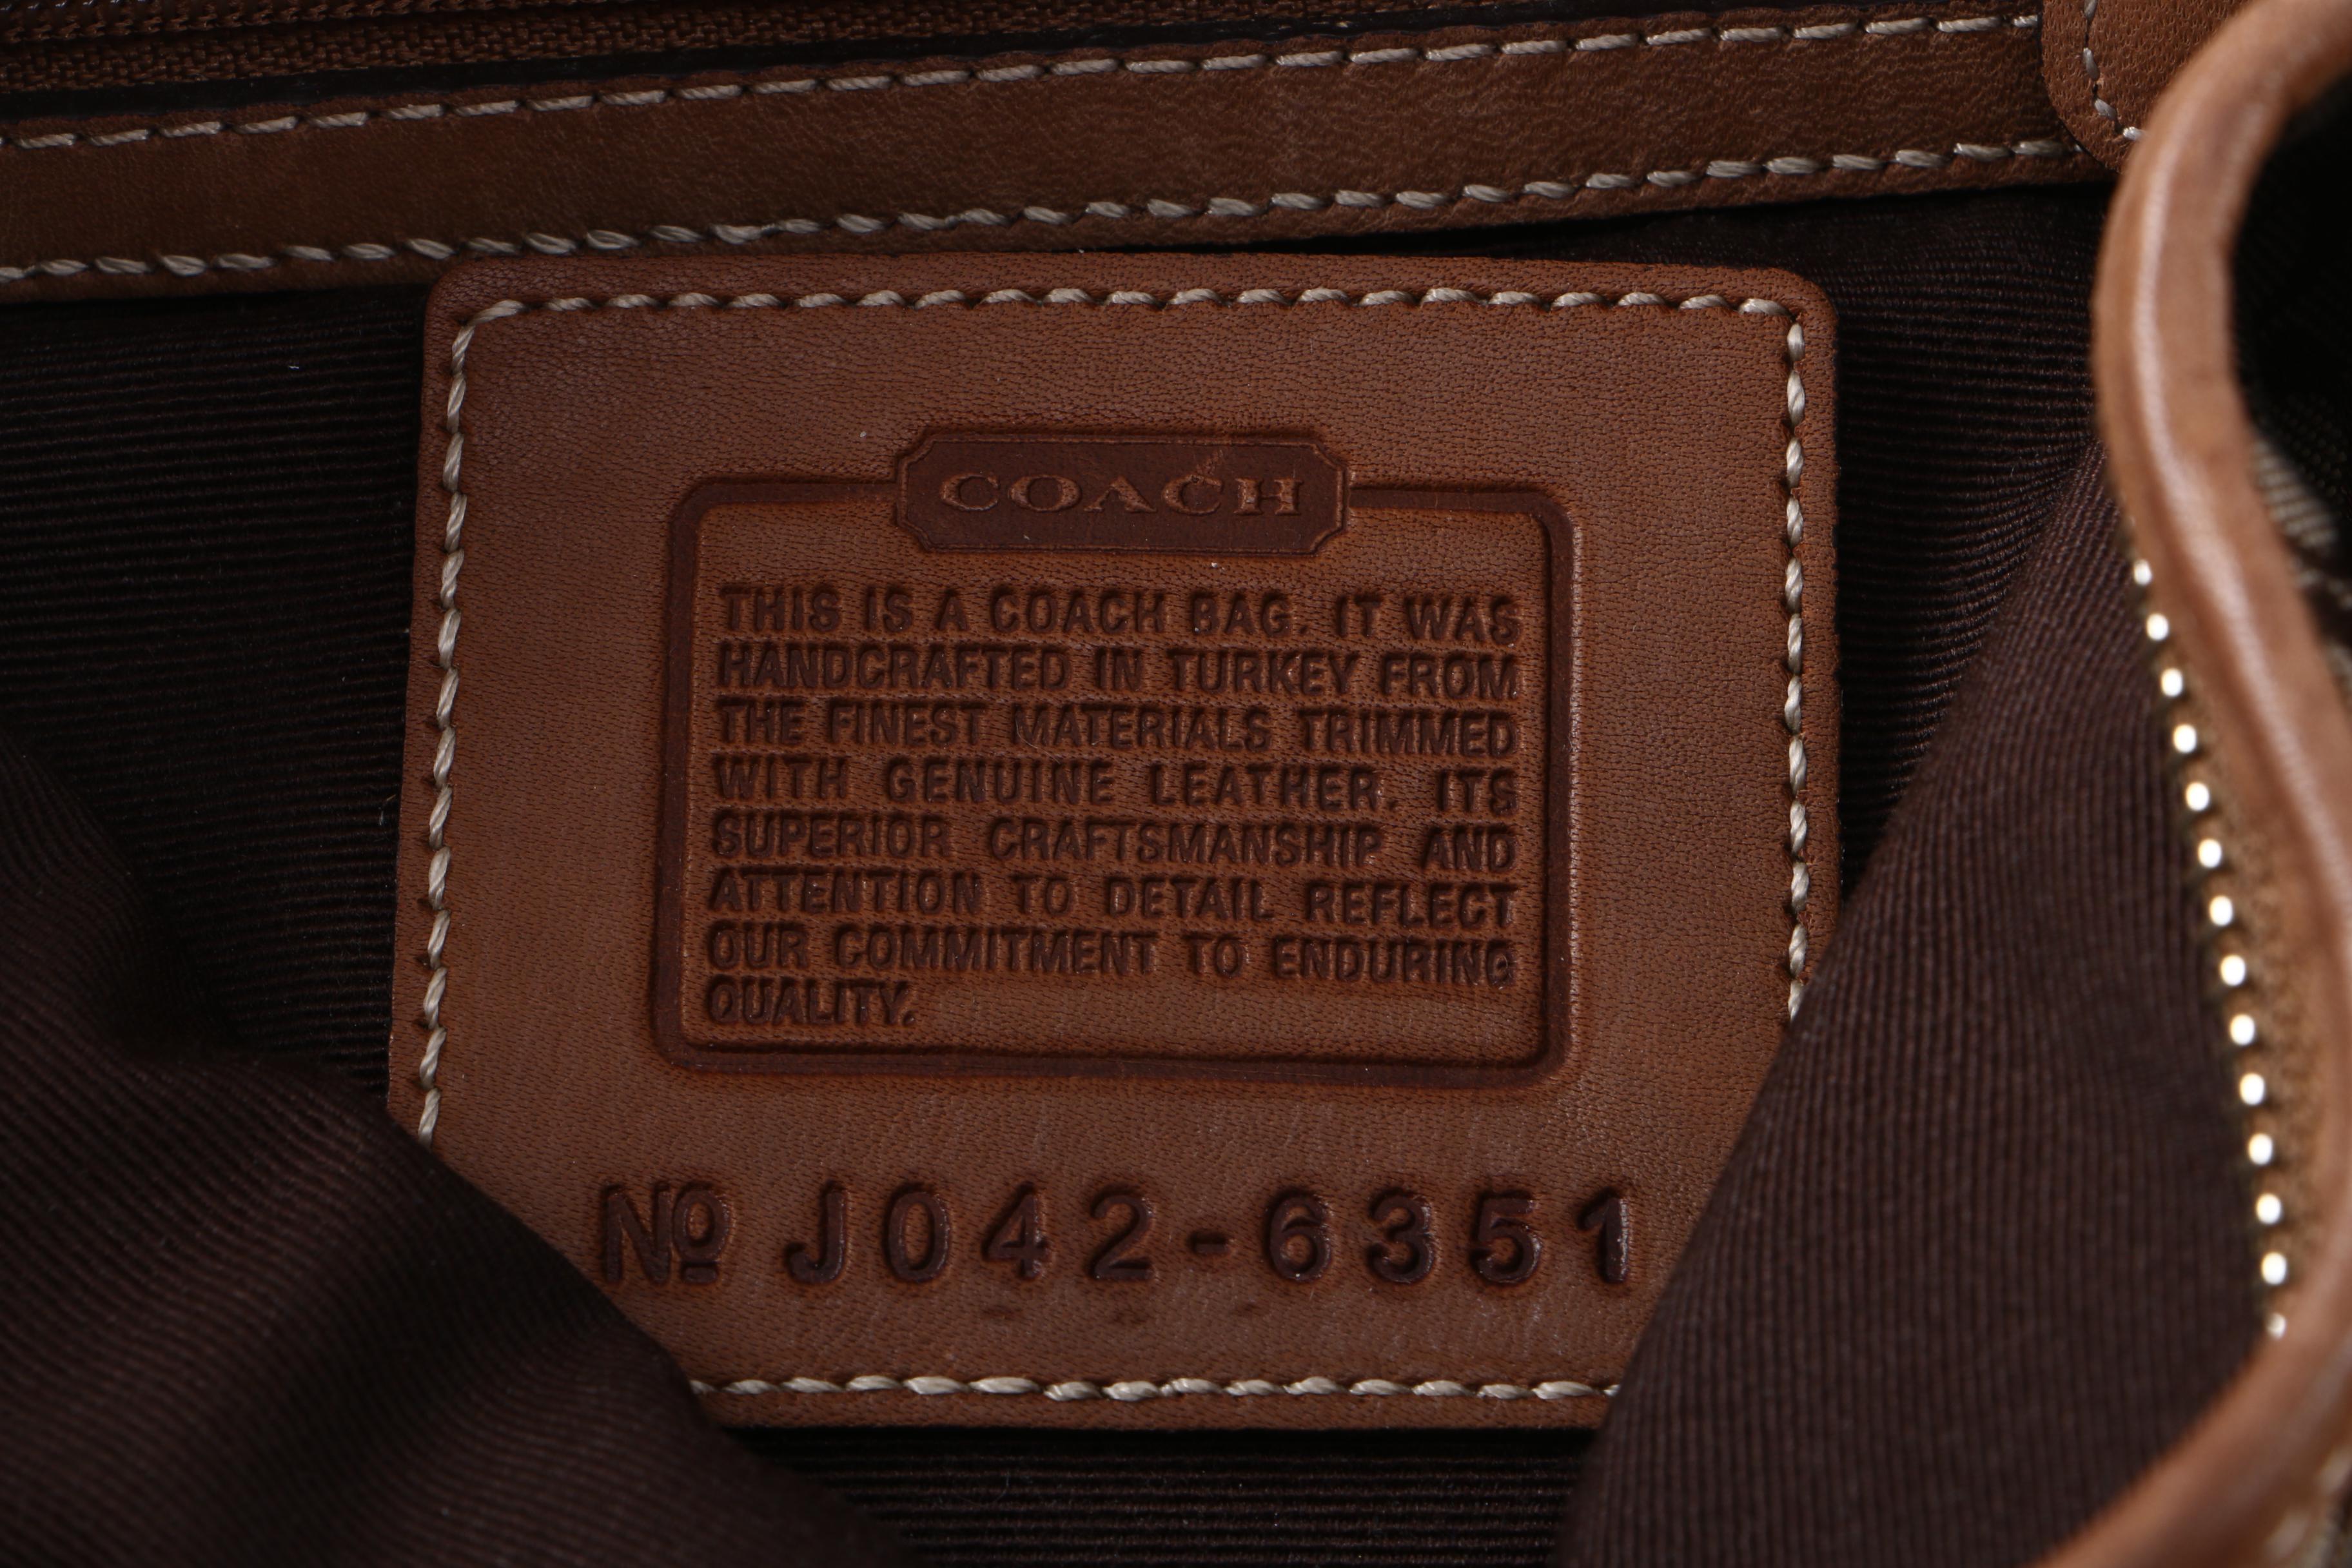 COACH
THIS IS A COACH BAG. IT WAS
HANDCRAFTED IN TURKEY FROM
THE FINEST MATERIALS TRIMMED
WITH GENUINE LEATHER. ITS
SUPERIOR CRAFTSMANSHIP AND
ATTENTION TO DETAIL REFLECT
OUR COMMITMENT TO ENDURING
QUALITY.
Nº J042-6351